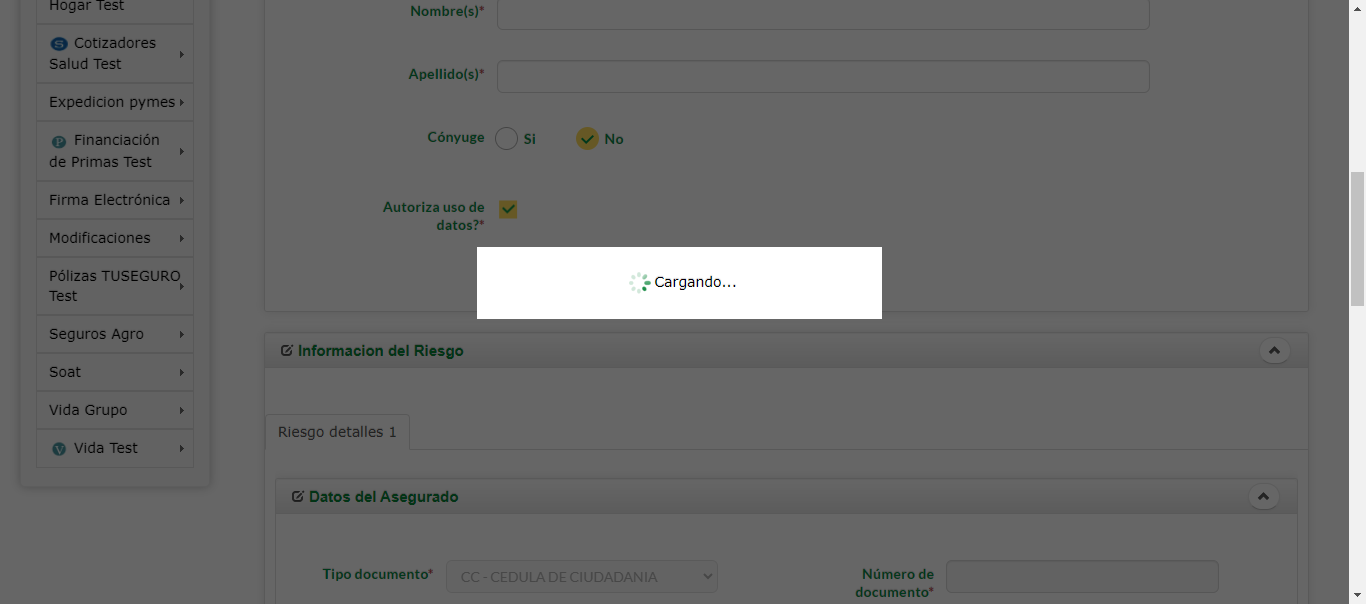 Hogar Test
S Cotizadores
Salud Test
Expedicion pymes
P Financiación
de Primas Test
Firma Electrónica
Modificaciones
Pólizas TUSEGURO
Test
Seguros Agro
Soat
Vida Grupo
V Vida Test
Nombre(s)*
Apellido(s)*
Cónyuge Si No
Autoriza uso de
datos?*
Cargando...
Informacion del Riesgo
Riesgo detalles 1
Datos del Asegurado
Tipo documento* CC - CEDULA DE CIUDADANIA
Número de
documento*